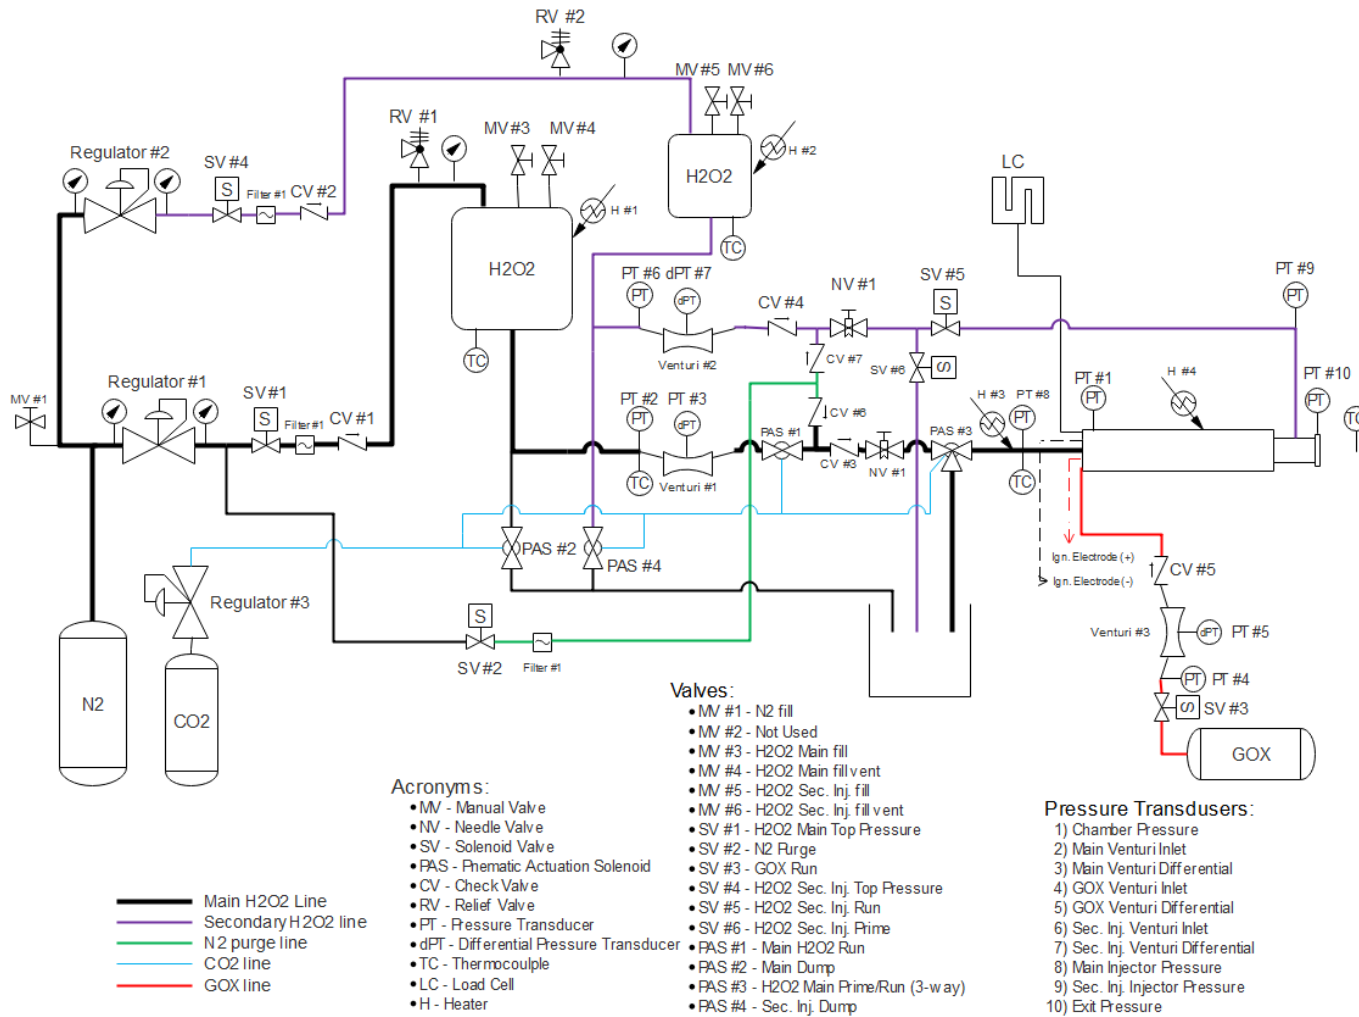 RV #2
MV #5
MV #6
RV #1
MV #3
MV #4
Regulator #2
SV #4
Filter #1
CV #2
H #2
H2O2
TC
H #1
H2O2
TC
LC
PT #6
dPT #7
PT
dPT
Venturi #2
CV #4
NV #1
SV #5
S
PT #9
PT
CV #7
SV #6
S
S
MV #1
Regulator #1
SV #1
S
Filter #1
CV #1
PT #2
PT #3
PT
dPT
TC
Venturi #1
PAS #1
CV #6
CV #3
NV #1
PAS #3
H #3
PT #8
PT
TC
PT #1
PT
H #4
PT #10
PT
TC
PAS #2
PAS #4
Ign. Electrode (+)
Ign. Electrode (-)
CV #5
Regulator #3
S
SV #2
Filter #1
Venturi #3
dPT
PT #5
PT
PT #4
S
SV #3
GOX
N2
CO2
Valves:
• MV #1 - N2 fill
• MV #2 - Not Used
• MV #3 - H2O2 Main fill
• MV #4 - H2O2 Main fill vent
• MV #5 - H2O2 Sec. Inj. fill
• MV #6 - H2O2 Sec. Inj. fill vent
• SV #1 - H2O2 Main Top Pressure
• SV #2 - N2 Purge
• SV #3 - GOX Run
• SV #4 - H2O2 Sec. Inj. Top Pressure
• SV #5 - H2O2 Sec. Inj. Run
• SV #6 - H2O2 Sec. Inj. Prime
• PAS #1 - Main H2O2 Run
• PAS #2 - Main Dump
• PAS #3 - H2O2 Main Prime/Run (3-way)
• PAS #4 - Sec. Inj. Dump
Acronyms:
• MV - Manual Valve
• NV - Needle Valve
• SV - Solenoid Valve
• PAS - Pnematic Actuation Solenoid
• CV - Check Valve
• RV - Relief Valve
• PT - Pressure Transducer
• dPT - Differential Pressure Transducer
• TC - Thermocoulple
• LC - Load Cell
• H - Heater
Pressure Transdusers:
1) Chamber Pressure
2) Main Venturi Inlet
3) Main Venturi Differential
4) GOX Venturi Inlet
5) GOX Venturi Differential
6) Sec. Inj. Venturi Inlet
7) Sec. Inj. Venturi Differential
8) Main Injector Pressure
9) Sec. Inj. Injector Pressure
10) Exit Pressure
Main H2O2 Line
Secondary H2O2 line
N2 purge line
CO2 line
GOX line